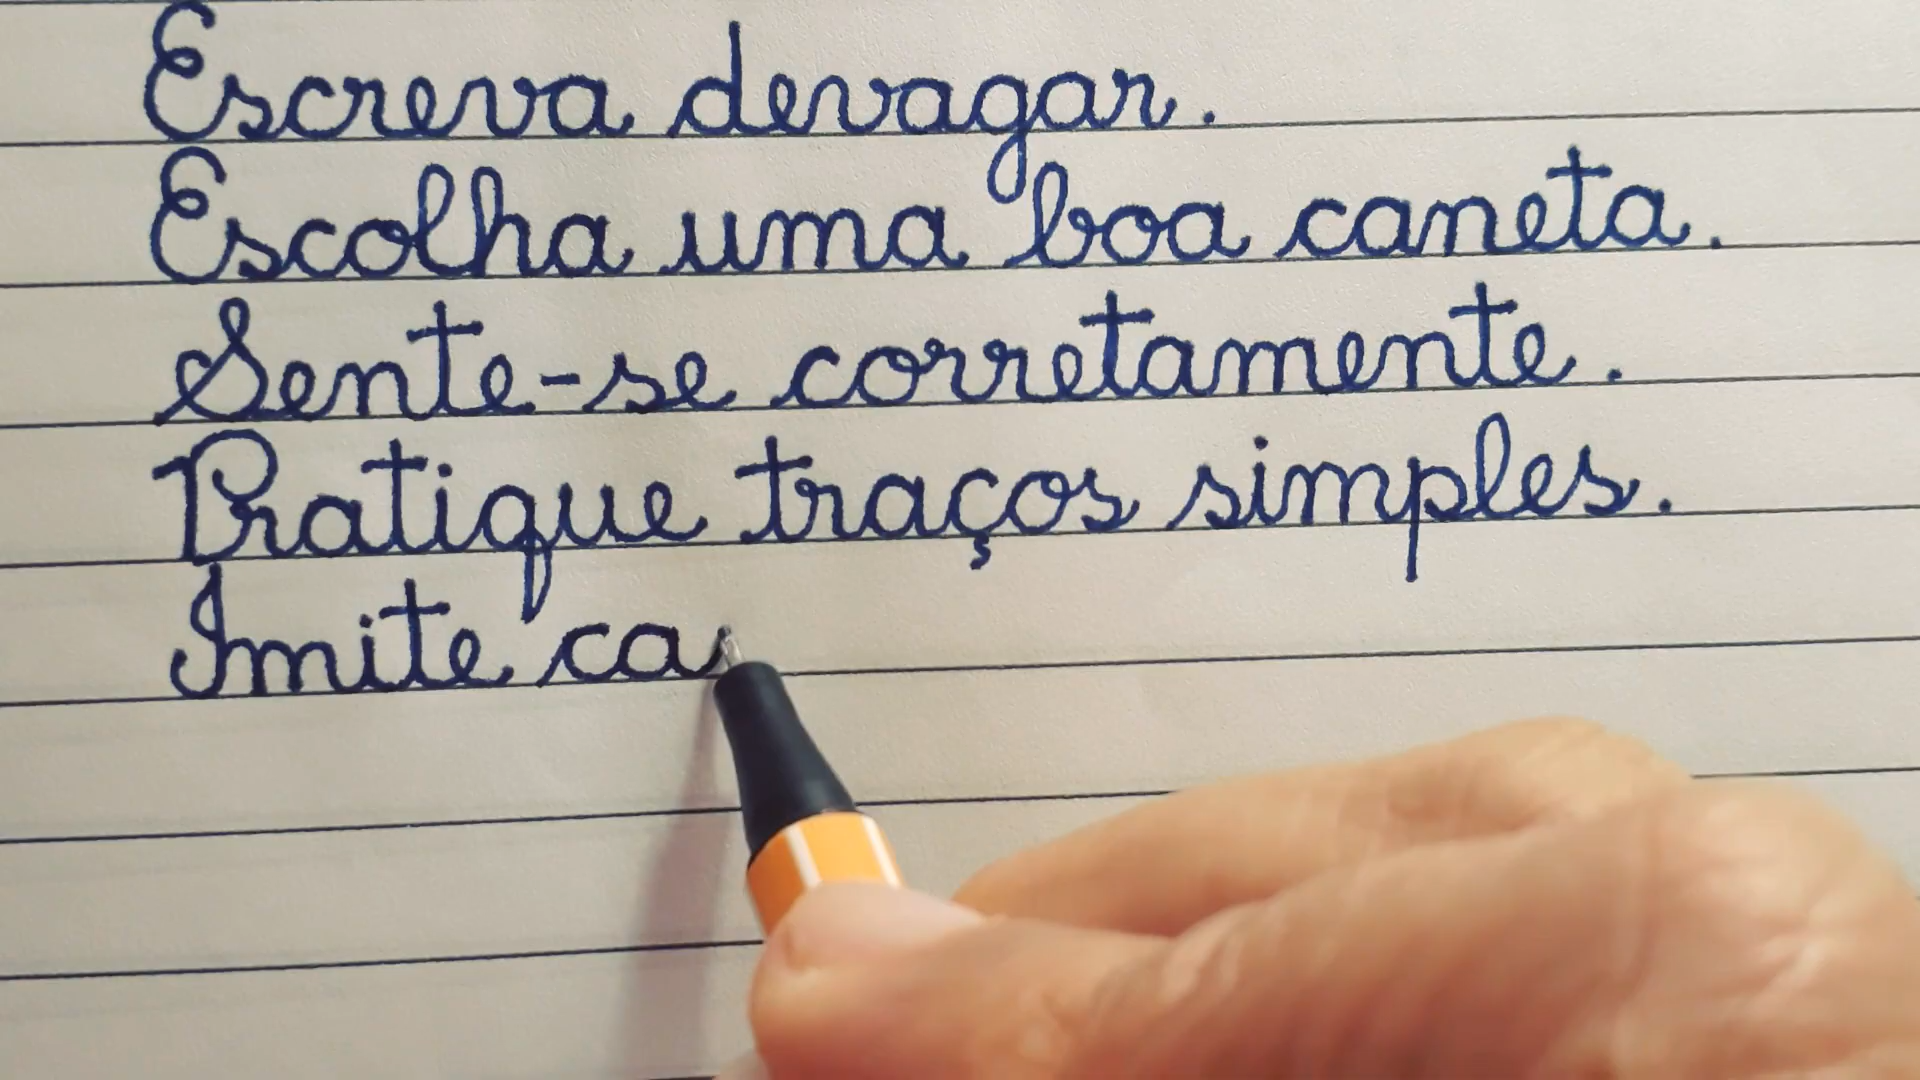 Escreva devagar.
Escolha uma boa caneta.
Sente-se corretamente.
Pratique traços simples.
Imite ca